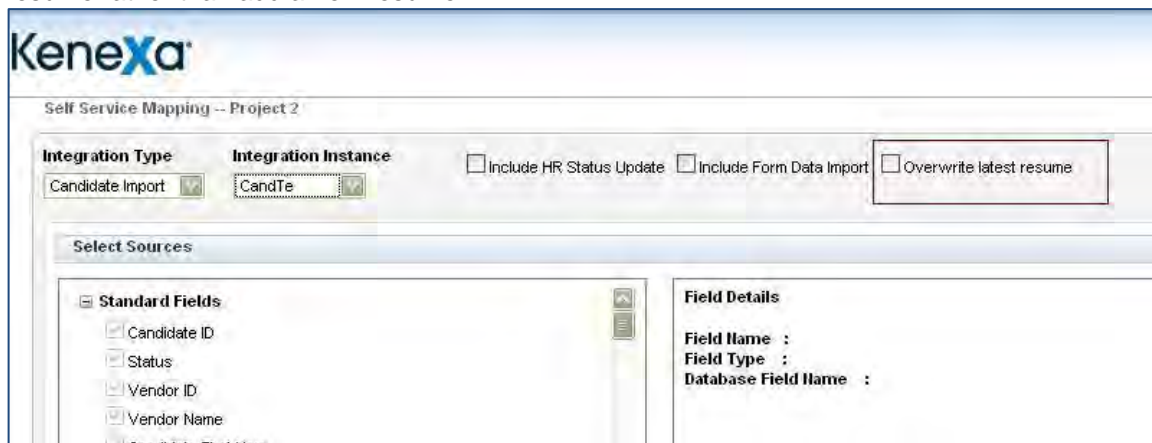 Kenexa
Self Service Mapping -- Project 2
Integration Type Integration Instance
Include HR Status Update Include Form Data Import Overwrite latest resume
Candidate Import CandTe
Select Sources
Standard Fields
Candidate ID
Status
Vendor ID
Vendor Name
Field Details
Field Name :
Field Type :
Database Field Name :